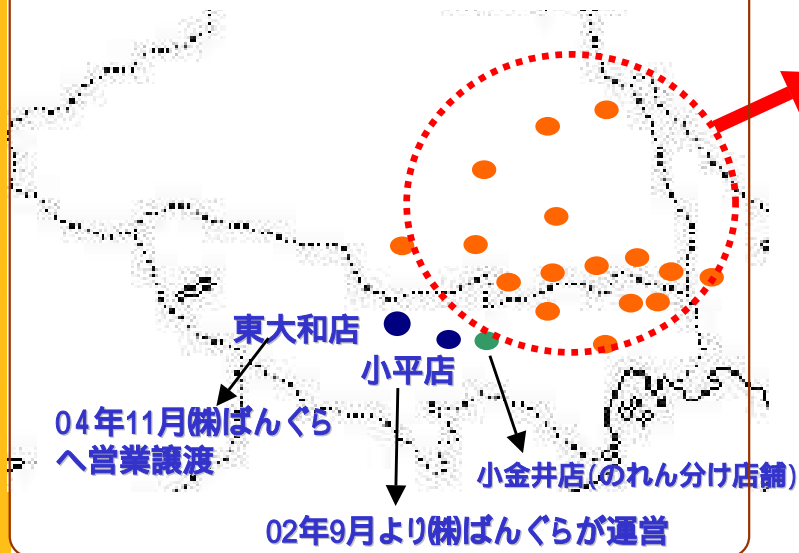 東大和店
小平店
04年11月㈱ばんぐら
へ営業譲渡
小金井店(のれん分け店舗)
02年9月より㈱ばんぐらが運営